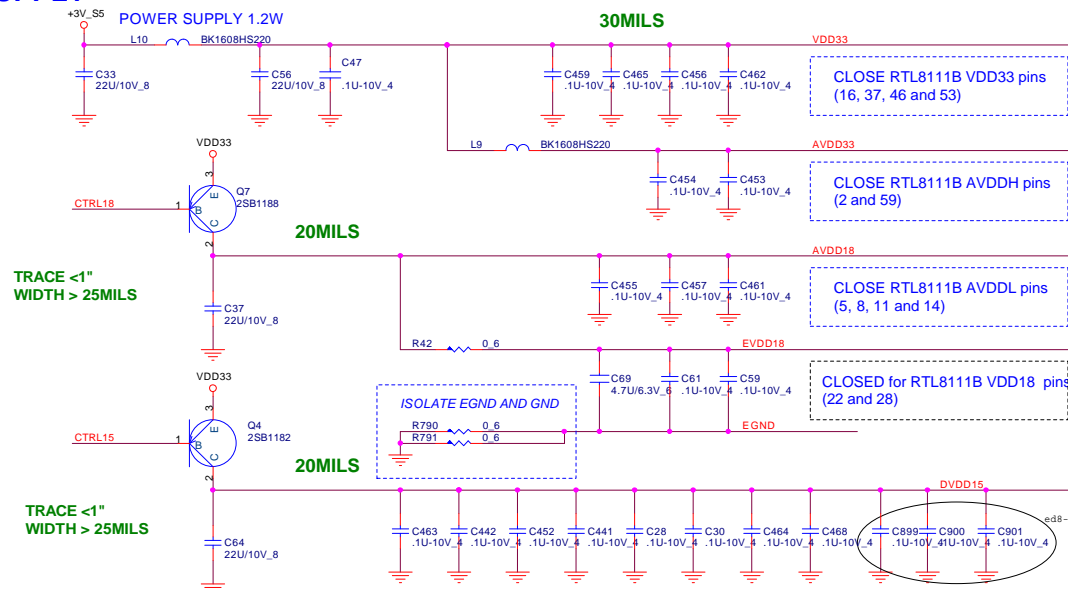 +3V_S5
POWER SUPPLY 1.2W
30MILS
L10
BK1608HS220
VDD33
C33
22U/10V_8
C56
22U/10V_8
C47
.1U-10V_4
C459
.1U-10V_4
C465
.1U-10V_4
C456
.1U-10V_4
C462
.1U-10V_4
CLOSE RTL8111B VDD33 pins
(16, 37, 46 and 53)
L9
BK1608HS220
AVDD33
C454
.1U-10V_4
C453
.1U-10V_4
CLOSE RTL8111B AVDDH pins
(2 and 59)
VDD33
3
E
Q7
2SB1188
CTRL18
1
B
C
2
20MILS
AVDD18
TRACE <1"
WIDTH > 25MILS
C37
22U/10V_8
C455
.1U-10V_4
C457
.1U-10V_4
C461
.1U-10V_4
CLOSE RTL8111B AVDDL pins
(5, 8, 11 and 14)
R42
0_6
EVDD18
C69
4.7U/6.3V_6
C61
.1U-10V_4
C59
.1U-10V_4
CLOSED for RTL8111B VDD18 pins
(22 and 28)
ISOLATE EGND AND GND
R790
0_6
R791
0_6
EGND
VDD33
3
E
Q4
2SB1182
CTRL15
1
B
C
2
20MILS
DVDD15
TRACE <1"
WIDTH > 25MILS
C64
22U/10V_8
C463
.1U-10V_4
C442
.1U-10V_4
C452
.1U-10V_4
C441
.1U-10V_4
C28
.1U-10V_4
C30
.1U-10V_4
C464
.1U-10V_4
C468
.1U-10V_4
C899
.1U-10V_4
C900
.1U-10V_4
C901
.1U-10V_4
ed8-